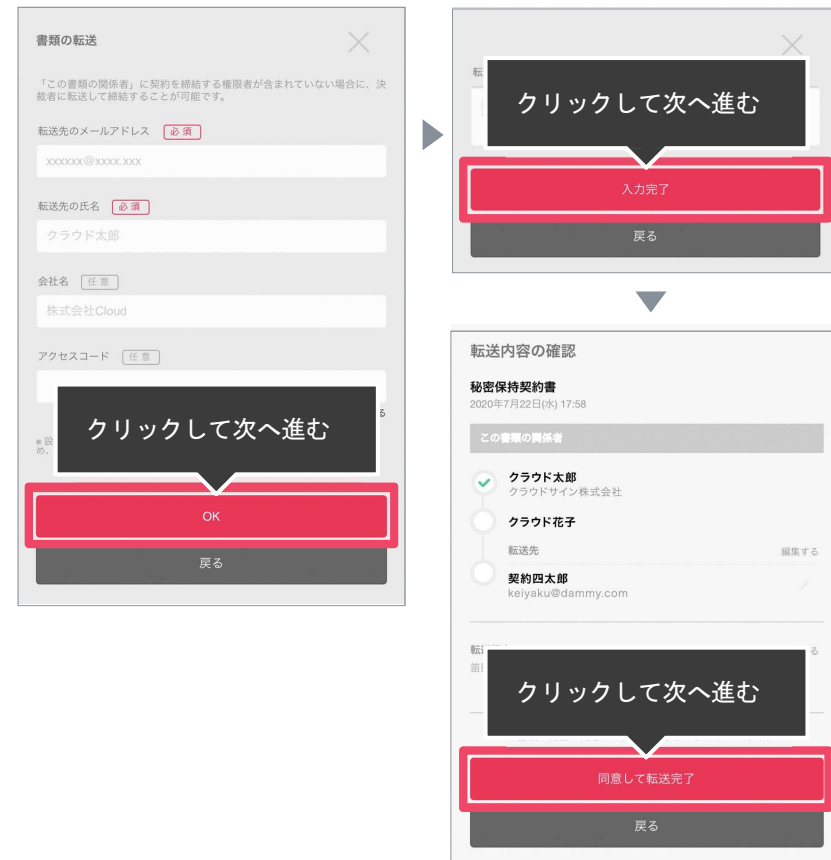 書類の転送
「この書類の関係者」に契約を締結する権限者が含まれていない場合に、決
裁者に転送して締結することが可能です。
転送先のメールアドレス 必須
xxxxxx@xxxx.xxx
転送先の氏名 必須
クラウド太郎
会社名 任意
株式会社Cloud
アクセスコード 任意
る
クリックして次へ進む
※設
め、
OK
戻る
転
クリックして次へ進む
入力完了
戻る
転送内容の確認
秘密保持契約書
2020年7月22日(水) 17:58
この書類の関係者
クラウド太郎
クラウドサイン株式会社
クラウド花子
転送先 編集する
契約四太郎
keiyaku@dammy.com
転送
る
クリックして次へ進む
同意して転送完了
戻る